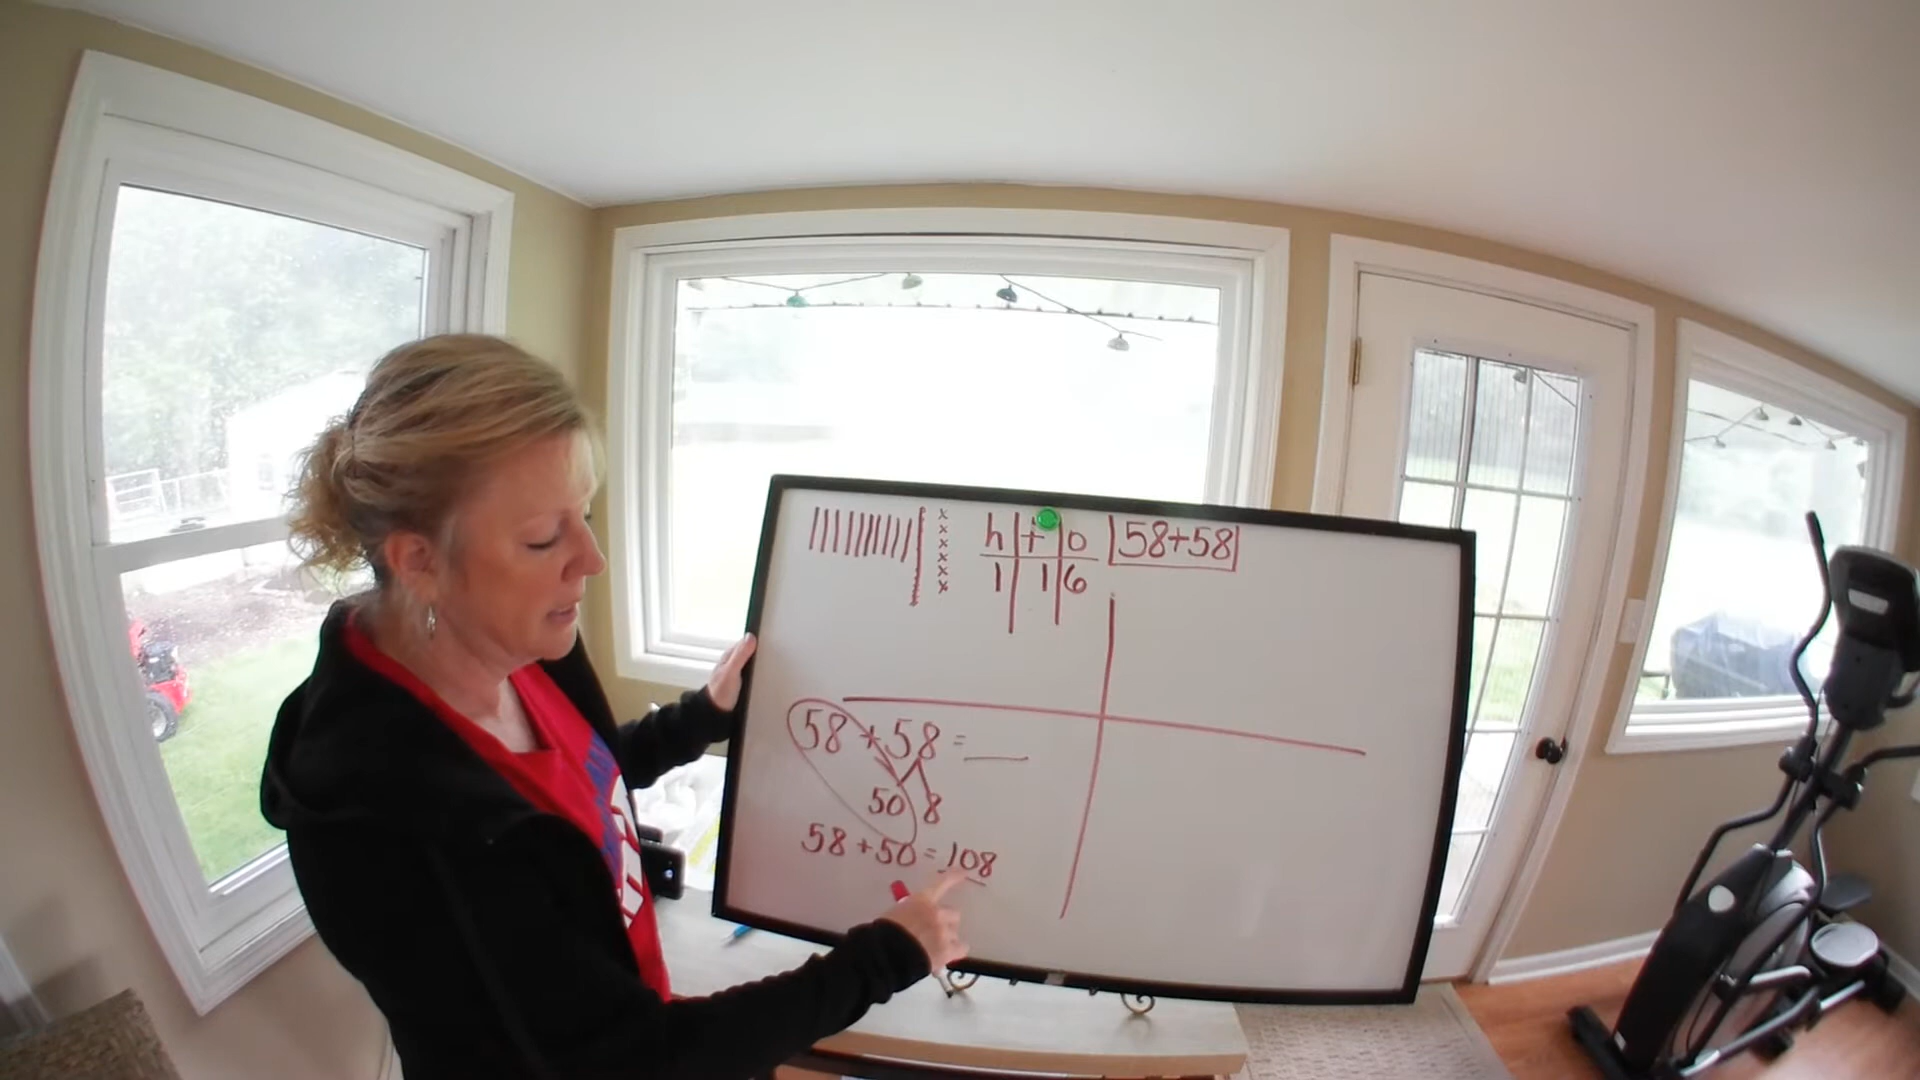 h | t | o
1 | 1 | 6
58+58
58 + 58 = ___
50 8
58 + 50 = 108